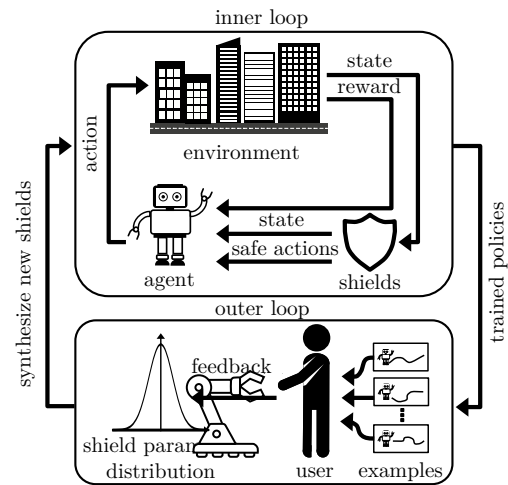 inner loop
state
reward
action
environment
state
safe actions
agent
shields
synthesize new shields
trained policies
outer loop
feedback
shield param
distribution
user
examples